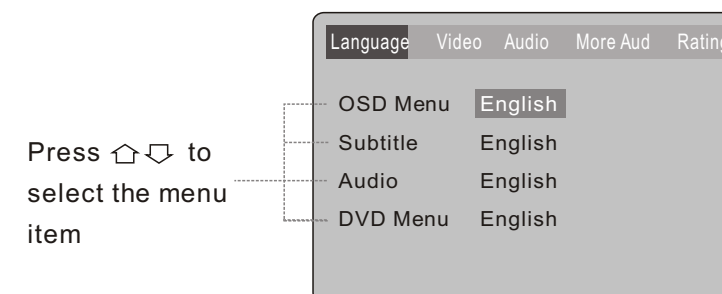 Language Video Audio More Aud Rating
OSD Menu English
Subtitle English
Audio English
DVD Menu English
Press ⇧ ⇩ to
select the menu
item